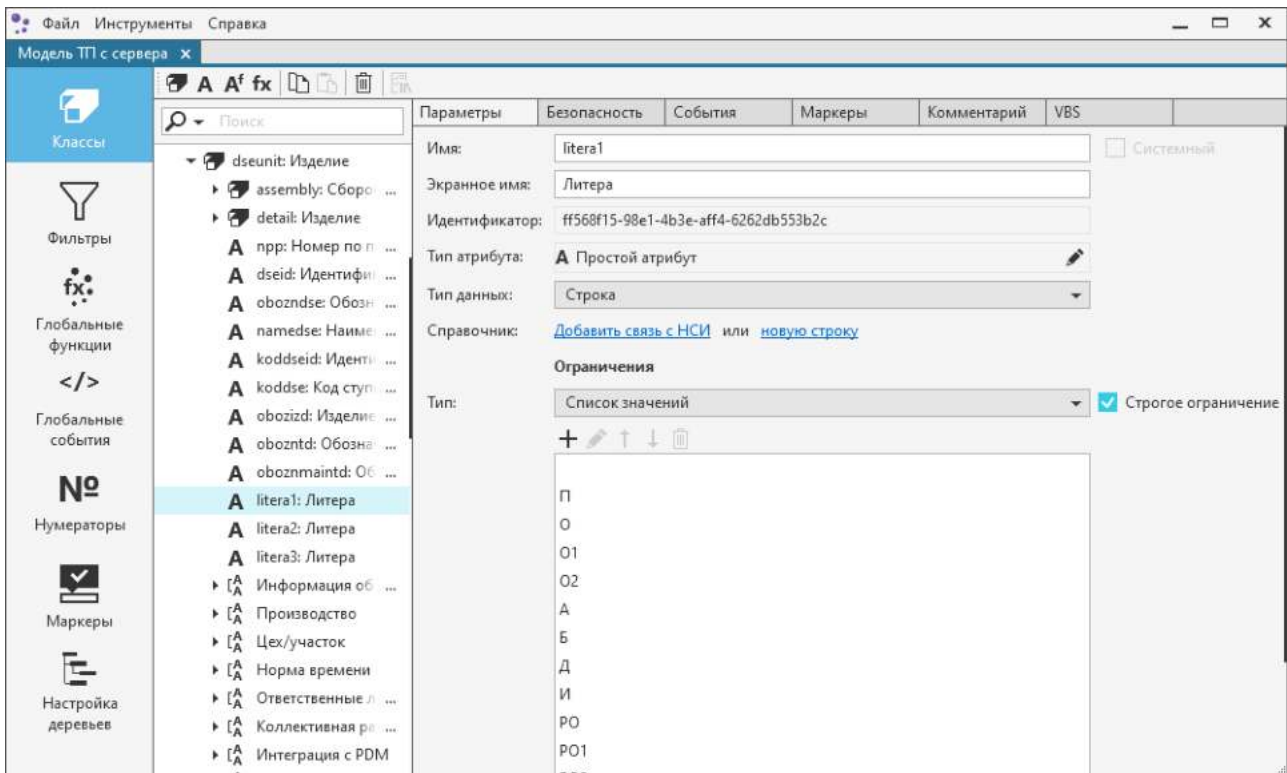 Файл Инструменты Справка
Модель ТП с сервера
Классы
Фильтры
fx
Глобальные
функции
</>
Глобальные
события
№
Нумераторы
Маркеры
Настройка
деревьев
A Af fx
Поиск
dseunit: Изделие
assembly: Сборо ...
detail: Изделие
A npp: Номер по п ...
A dseid: Идентифи ...
A obozndse: Обозн ...
A namedse: Наиме ...
A koddseid: Иденти ...
A koddse: Код ступ ...
A obozizd: Изделие ...
A obozntd: Обозна ...
A oboznmaintd: Об ...
A litera1: Литера
A litera2: Литера
A litera3: Литера
Информация об ...
Производство
Цех/участок
Норма времени
Ответственные л ...
Коллективная ра ...
Интеграция с PDM
Параметры Безопасность События Маркеры Комментарий VBS
Имя: litera1 Системный
Экранное имя: Литера
Идентификатор: ff568f15-98e1-4b3e-aff4-6262db553b2c
Тип атрибута: A Простой атрибут
Тип данных: Строка
Справочник: Добавить связь с НСИ или новую строку
Ограничения
Тип: Список значений Строгое ограничение
П
О
О1
О2
А
Б
Д
И
РО
РО1